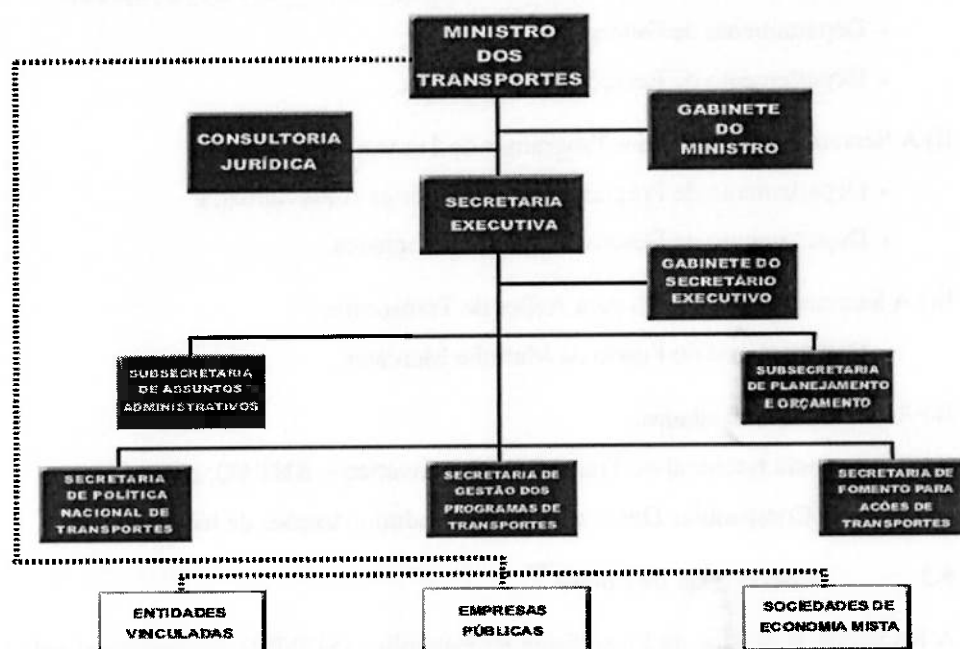 MINISTRO
DOS
TRANSPORTES
CONSULTORIA
JURÍDICA
GABINETE
DO
MINISTRO
SECRETARIA
EXECUTIVA
GABINETE DO
SECRETÁRIO
EXECUTIVO
SUBSECRETARIA
DE ASSUNTOS
ADMINISTRATIVOS
SUBSECRETARIA
DE PLANEJAMENTO
E ORÇAMENTO
SECRETARIA
DE POLÍTICA
NACIONAL DE
TRANSPORTES
SECRETARIA DE
GESTÃO DOS
PROGRAMAS DE
TRANSPORTES
SECRETARIA DE
FOMENTO PARA
AÇÕES DE
TRANSPORTES
ENTIDADES
VINCULADAS
EMPRESAS
PÚBLICAS
SOCIEDADES DE
ECONOMIA MISTA